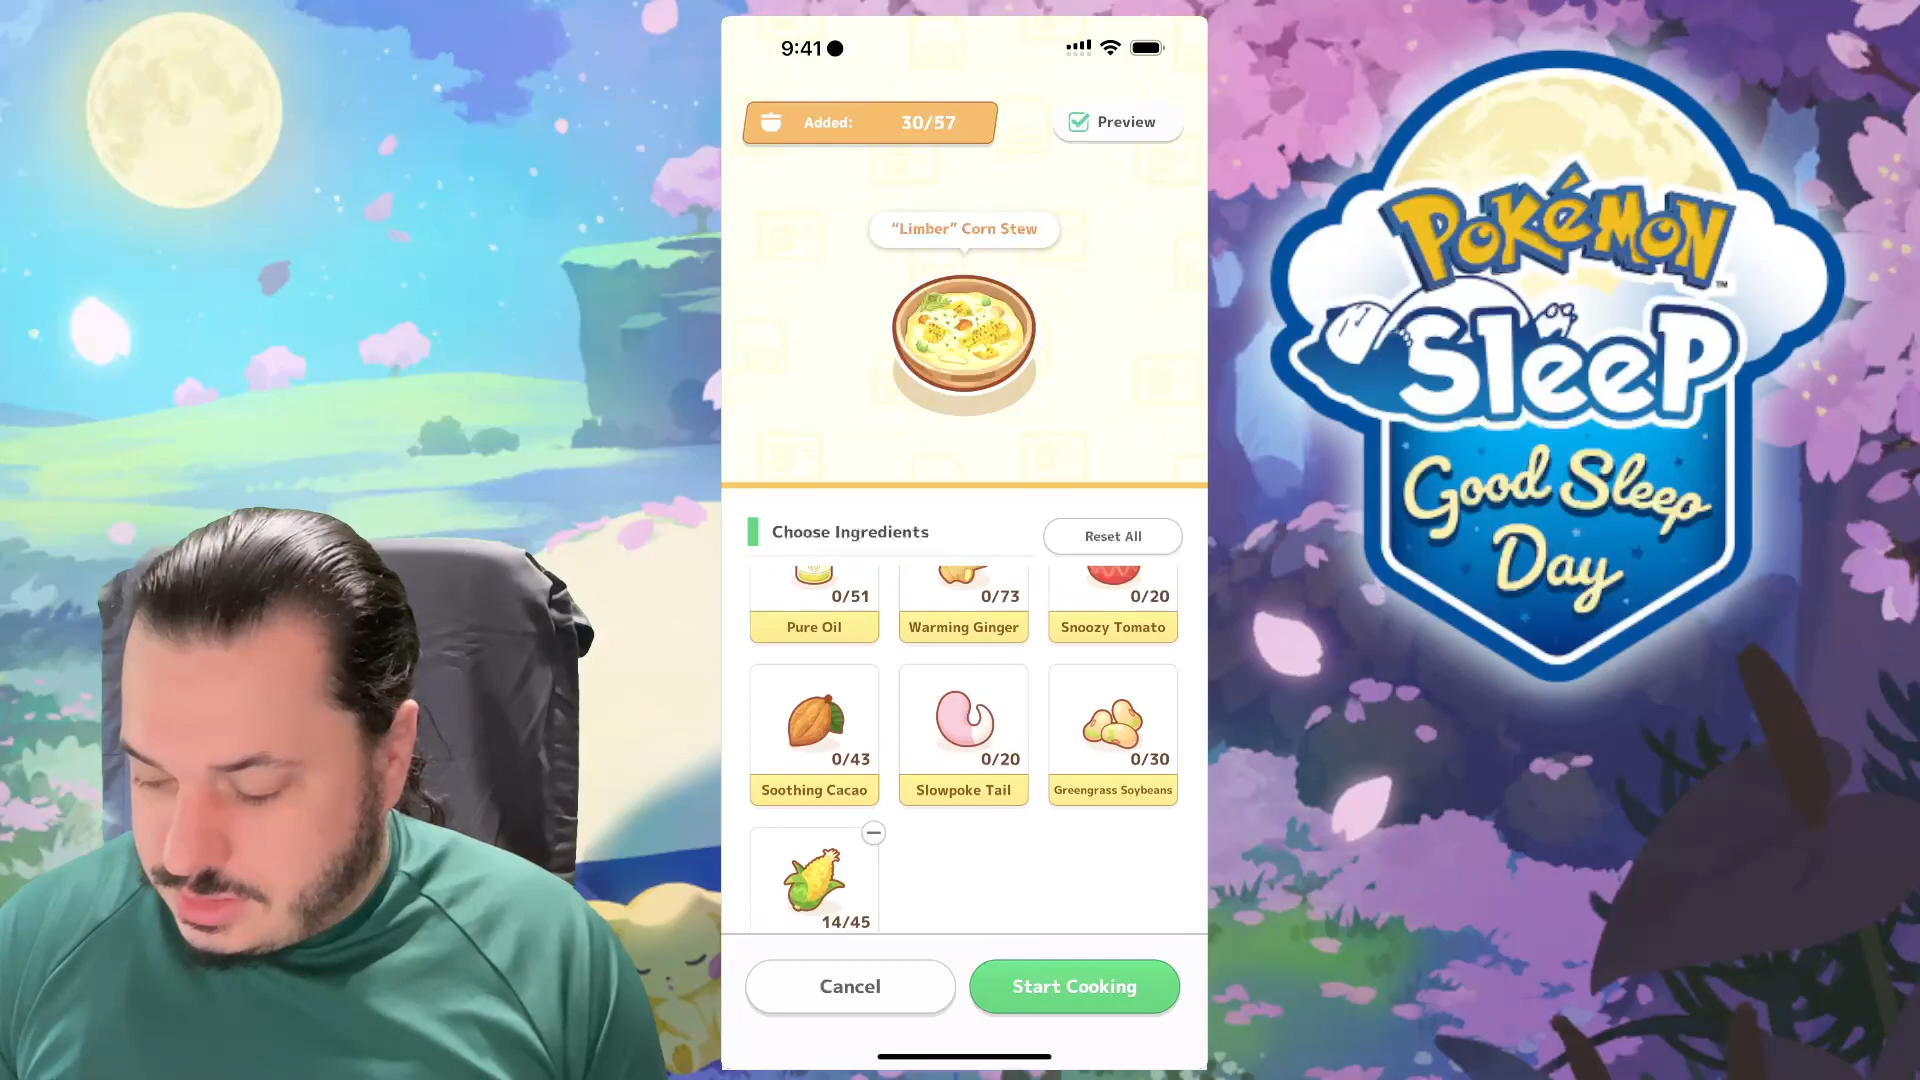 9:41
Added: 30/57
Preview
“Limber” Corn Stew
Choose Ingredients
Reset All
0/51
0/73
0/20
Pure Oil
Warming Ginger
Snoozy Tomato
0/43
0/20
0/30
Soothing Cacao
Slowpoke Tail
Greengrass Soybeans
14/45
Cancel
Start Cooking
POKéMON
™
Sleep
Good Sleep
Day